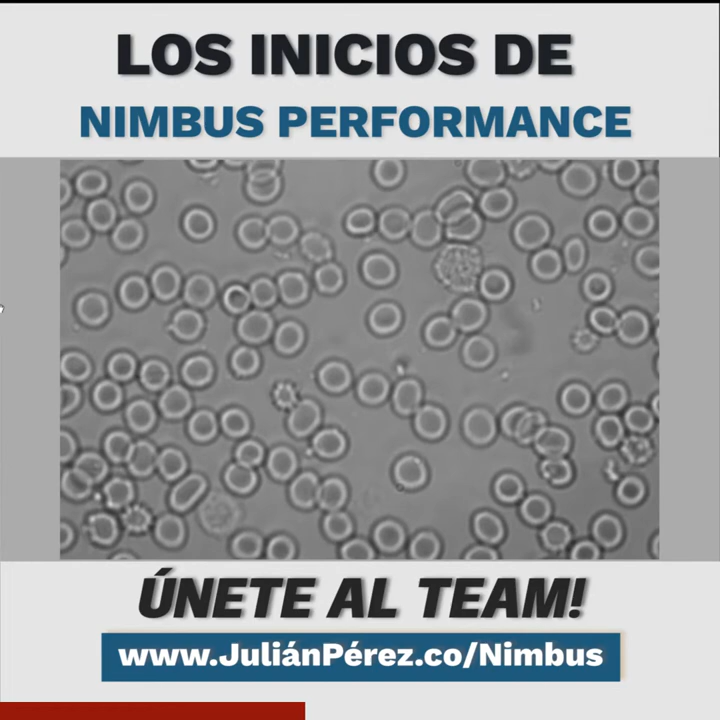 LOS INICIOS DE
NIMBUS PERFORMANCE
ÚNETE AL TEAM!
www.JuliánPérez.co/Nimbus